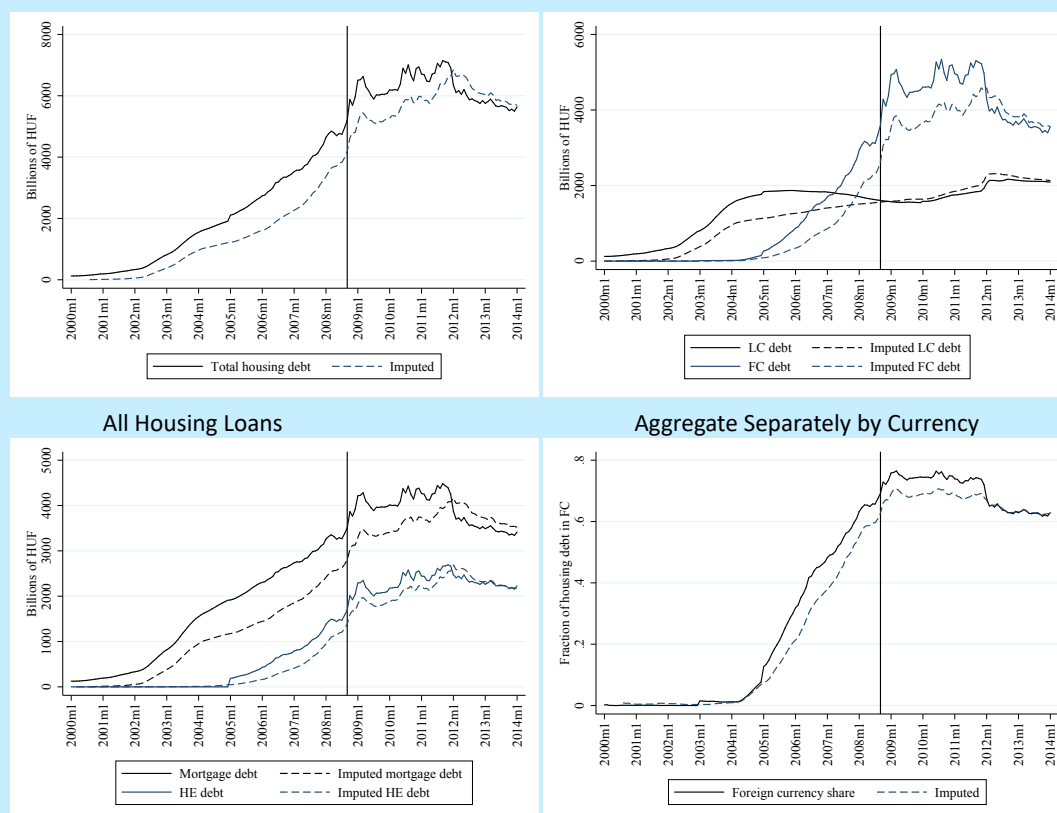 Billions of HUF
8000
6000
4000
2000
0
2000m1
2001m1
2002m1
2003m1
2004m1
2005m1
2006m1
2007m1
2008m1
2009m1
2010m1
2011m1
2012m1
2013m1
2014m1
Total housing debt
Imputed
Billions of HUF
6000
4000
2000
0
2000m1
2001m1
2002m1
2003m1
2004m1
2005m1
2006m1
2007m1
2008m1
2009m1
2010m1
2011m1
2012m1
2013m1
2014m1
LC debt
Imputed LC debt
FC debt
Imputed FC debt
All Housing Loans
Aggregate Separately by Currency
Billions of HUF
5000
4000
3000
2000
1000
0
2000m1
2001m1
2002m1
2003m1
2004m1
2005m1
2006m1
2007m1
2008m1
2009m1
2010m1
2011m1
2012m1
2013m1
2014m1
Mortgage debt
Imputed mortgage debt
HE debt
Imputed HE debt
Fraction of housing debt in FC
.8
.6
.4
.2
0
2000m1
2001m1
2002m1
2003m1
2004m1
2005m1
2006m1
2007m1
2008m1
2009m1
2010m1
2011m1
2012m1
2013m1
2014m1
Foreign currency share
Imputed